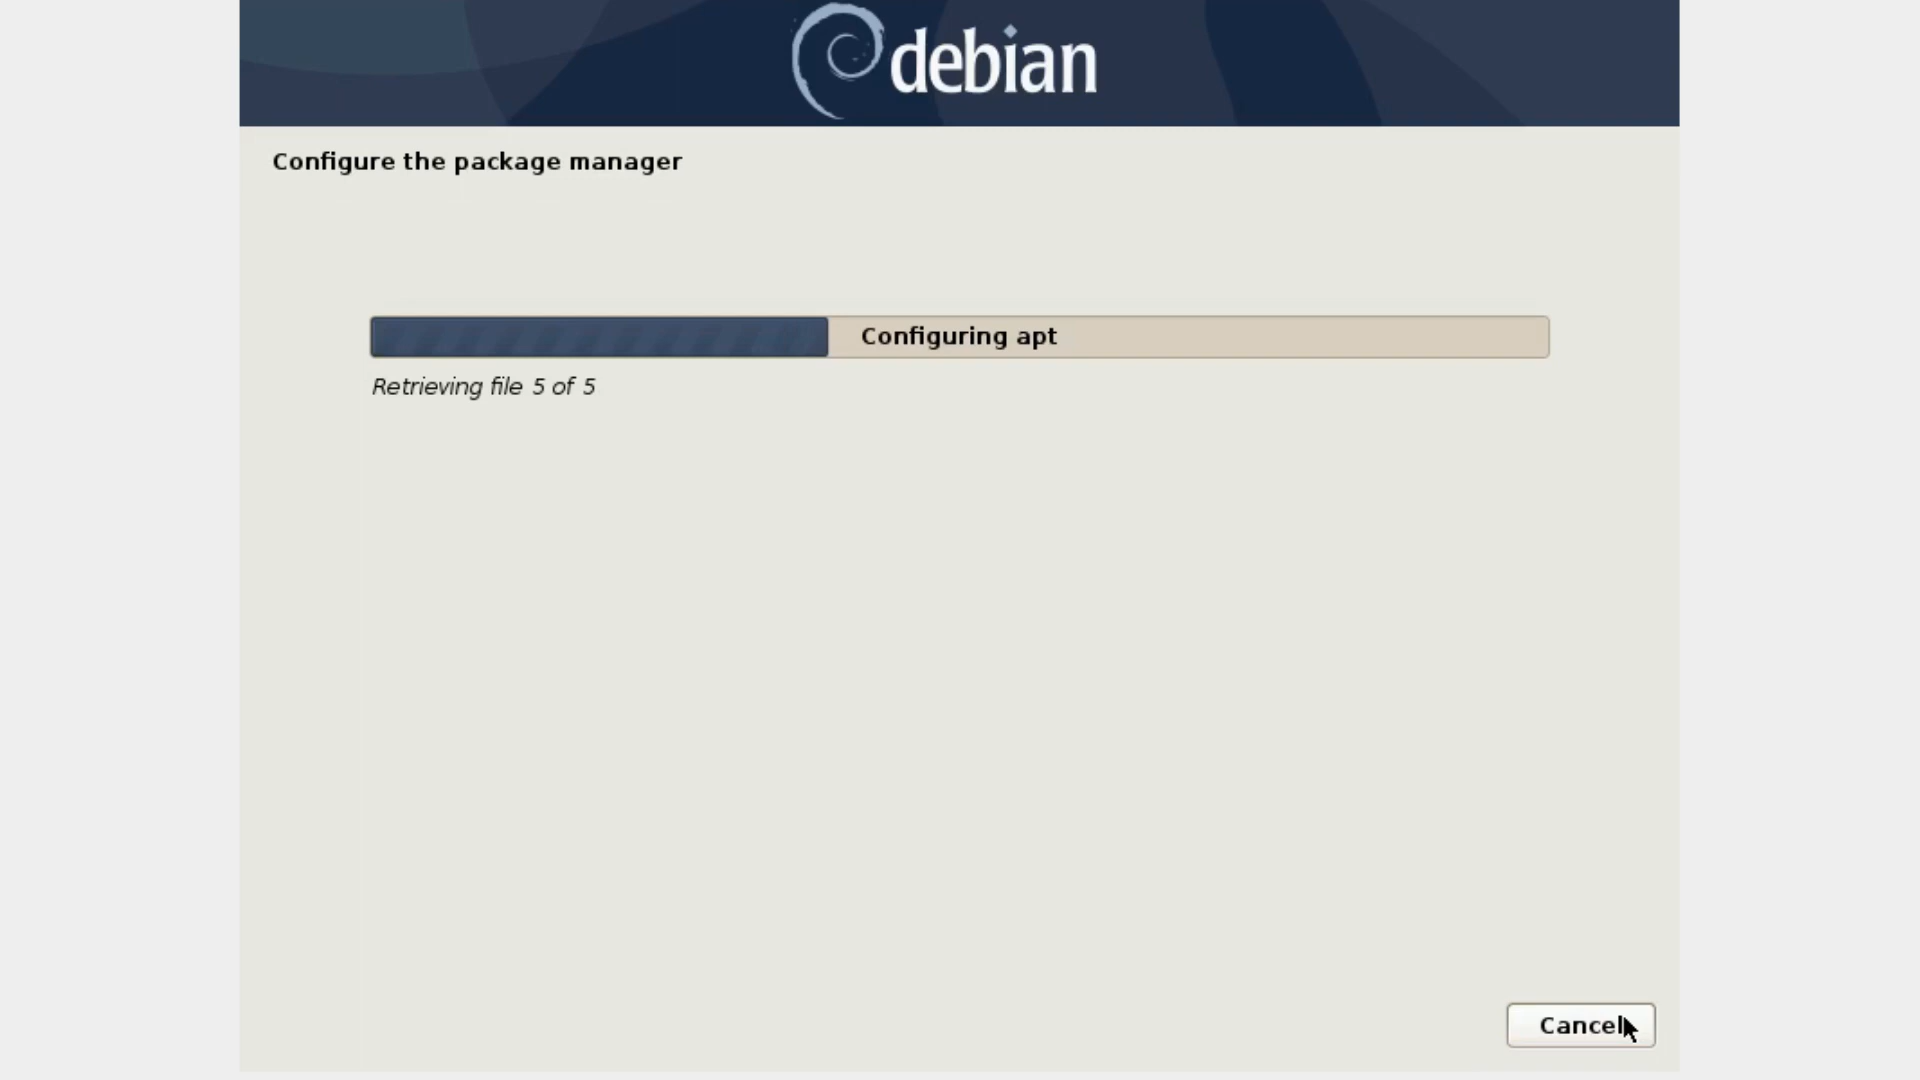 debian
Configure the package manager
Configuring apt
Retrieving file 5 of 5
Cancel